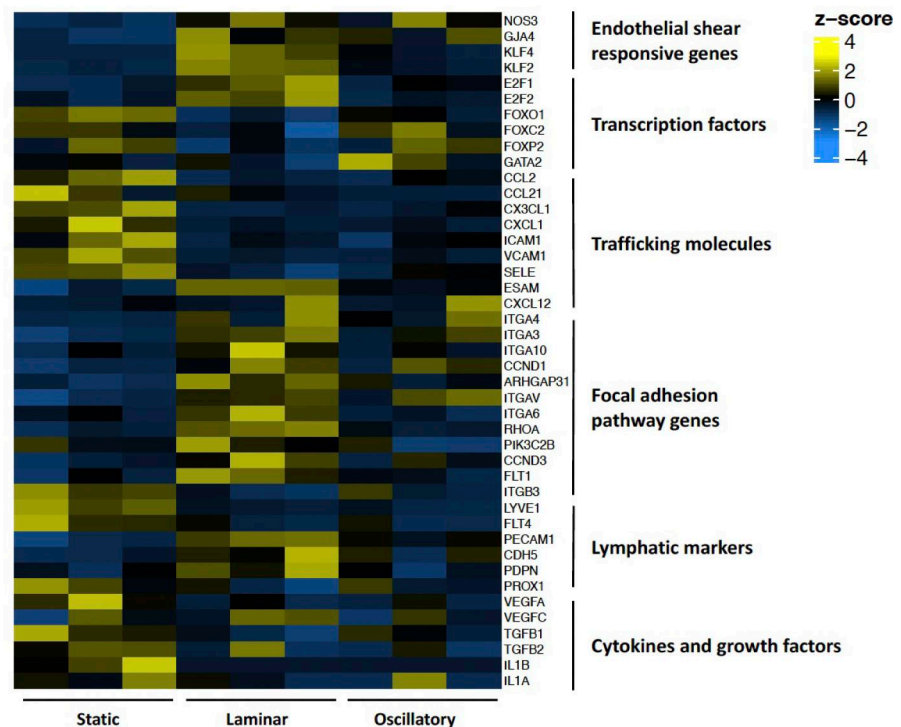 z-score
4
2
0
−2
−4
NOS3
GJA4
KLF4
KLF2
Endothelial shear
responsive genes
E2F1
E2F2
FOXO1
FOXC2
FOXP2
GATA2
Transcription factors
CCL2
CCL21
CX3CL1
CXCL1
ICAM1
VCAM1
SELE
ESAM
CXCL12
Trafficking molecules
ITGA4
ITGA3
ITGA10
CCND1
ARHGAP31
ITGAV
ITGA6
RHOA
PIK3C2B
CCND3
FLT1
ITGB3
Focal adhesion
pathway genes
LYVE1
FLT4
PECAM1
CDH5
PDPN
PROX1
Lymphatic markers
VEGFA
VEGFC
TGFB1
TGFB2
IL1B
IL1A
Cytokines and growth factors
Static Laminar Oscillatory